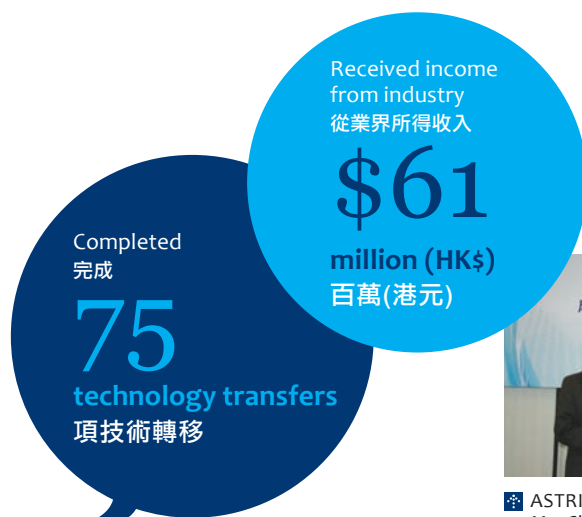 Received income
from industry
從業界所得收入
$61
million (HK$)
百萬(港元)
Completed
完成
75
technology transfers
項技術轉移
ASTRI